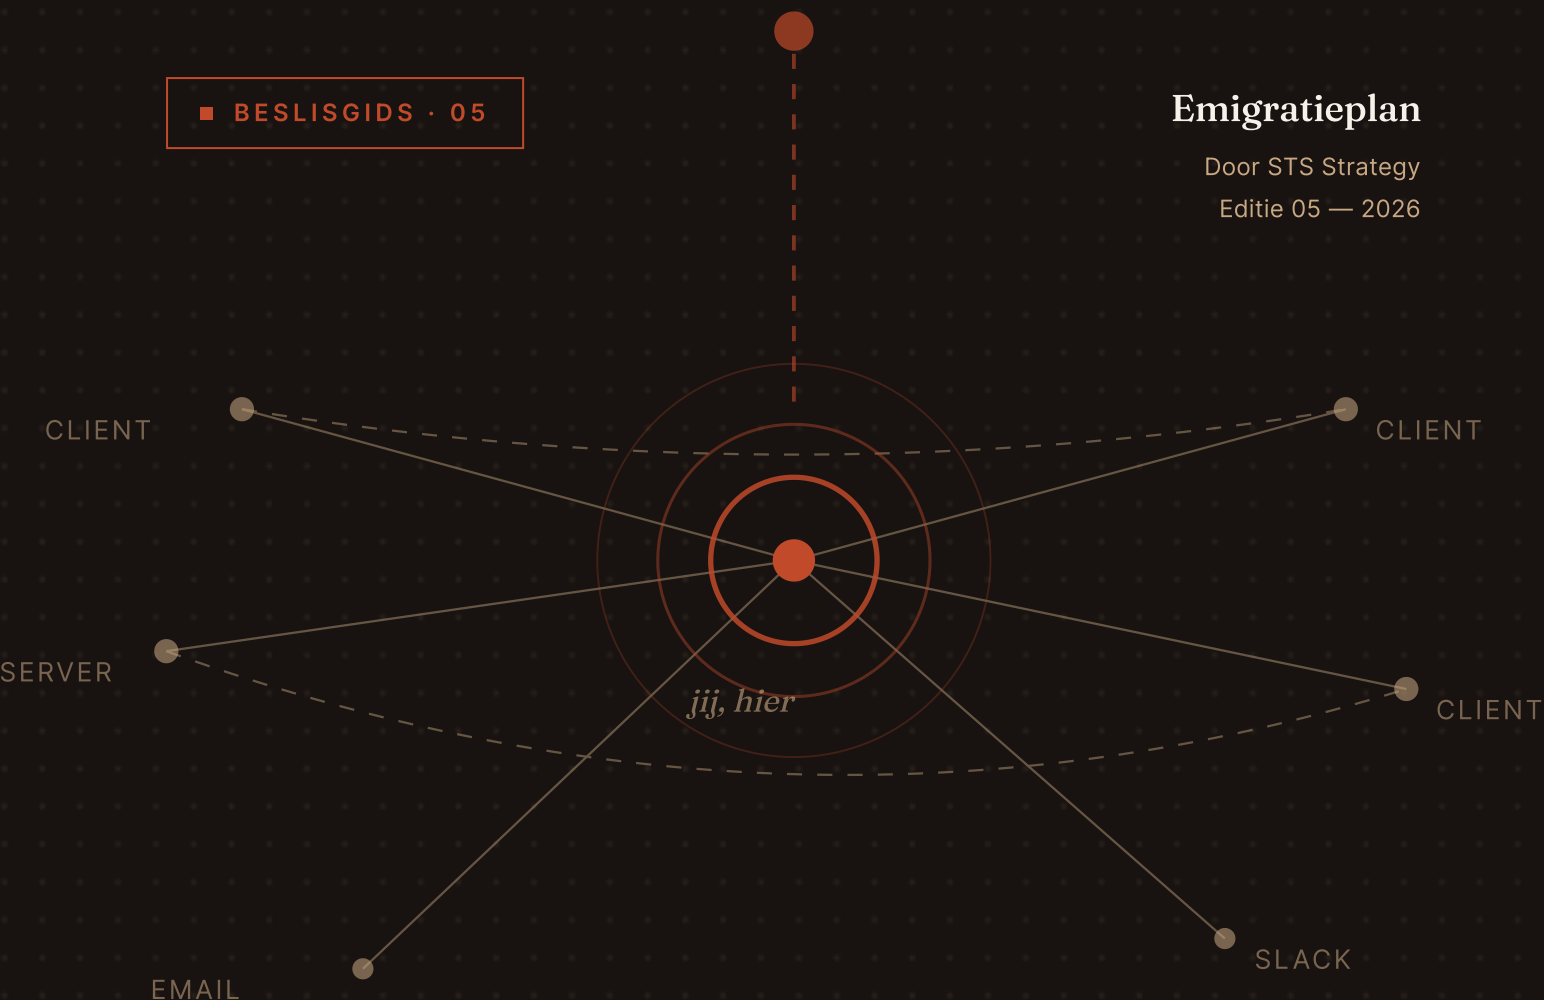 BESLISGIDS · 05
Emigratieplan
Door STS Strategy
Editie 05 — 2026
CLIENT
CLIENT
SERVER
jij, hier
CLIENT
SLACK
EMAIL